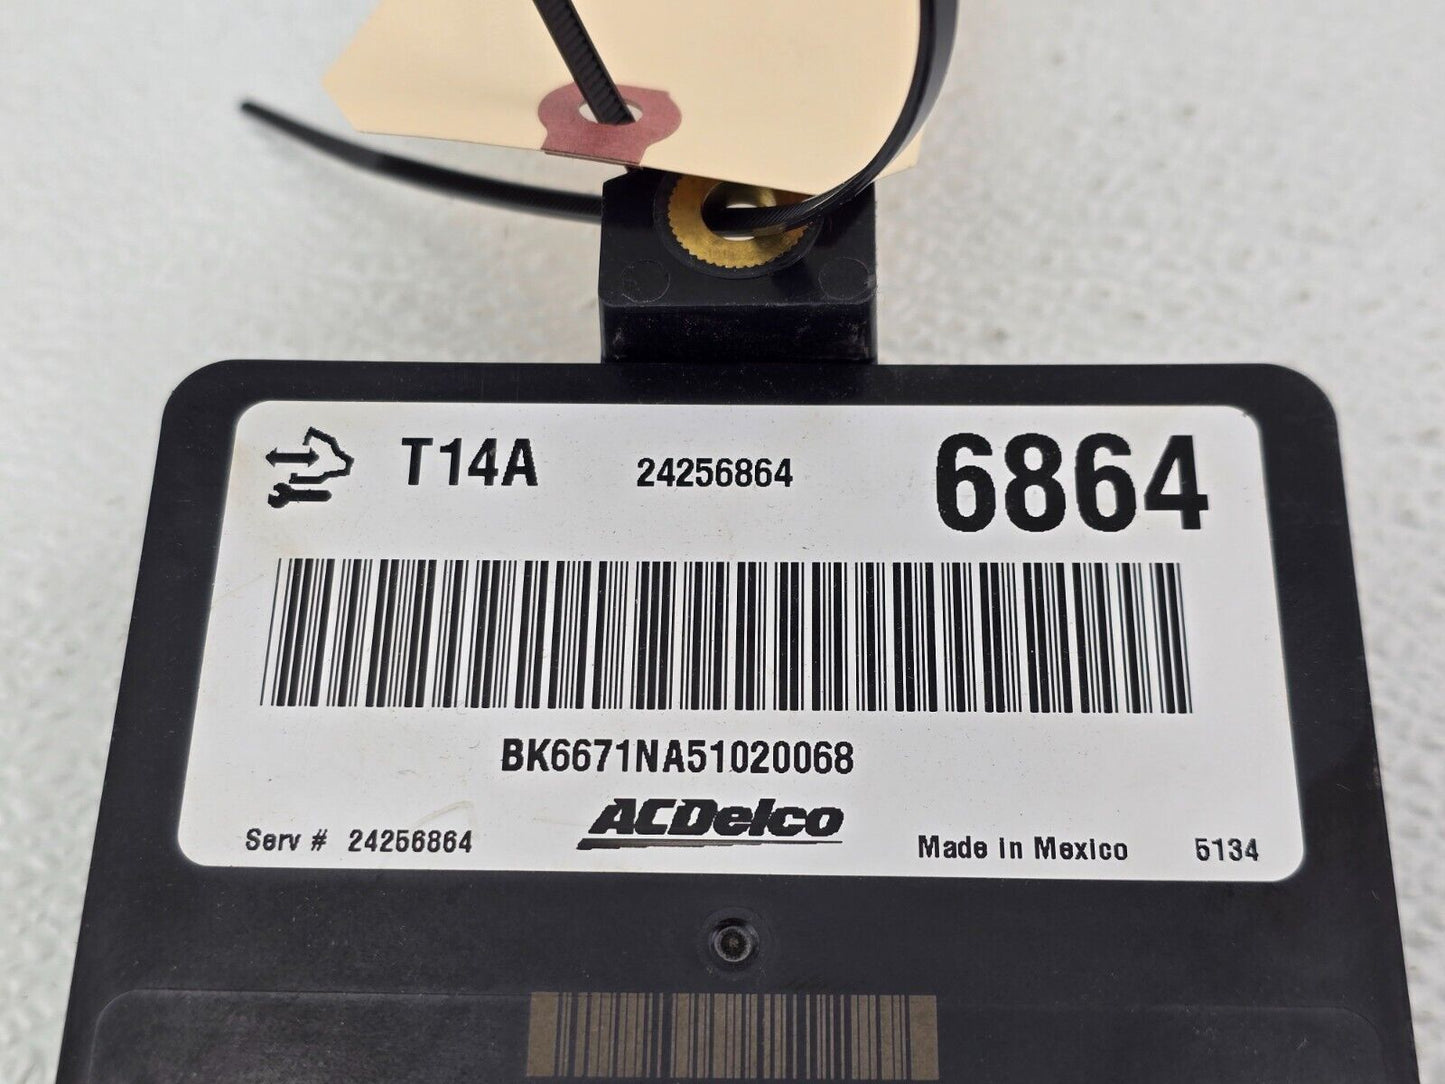 T14A 24256864 6864
BK6671NA51020068
ACDelco
Serv # 24256864 Made in Mexico 5134